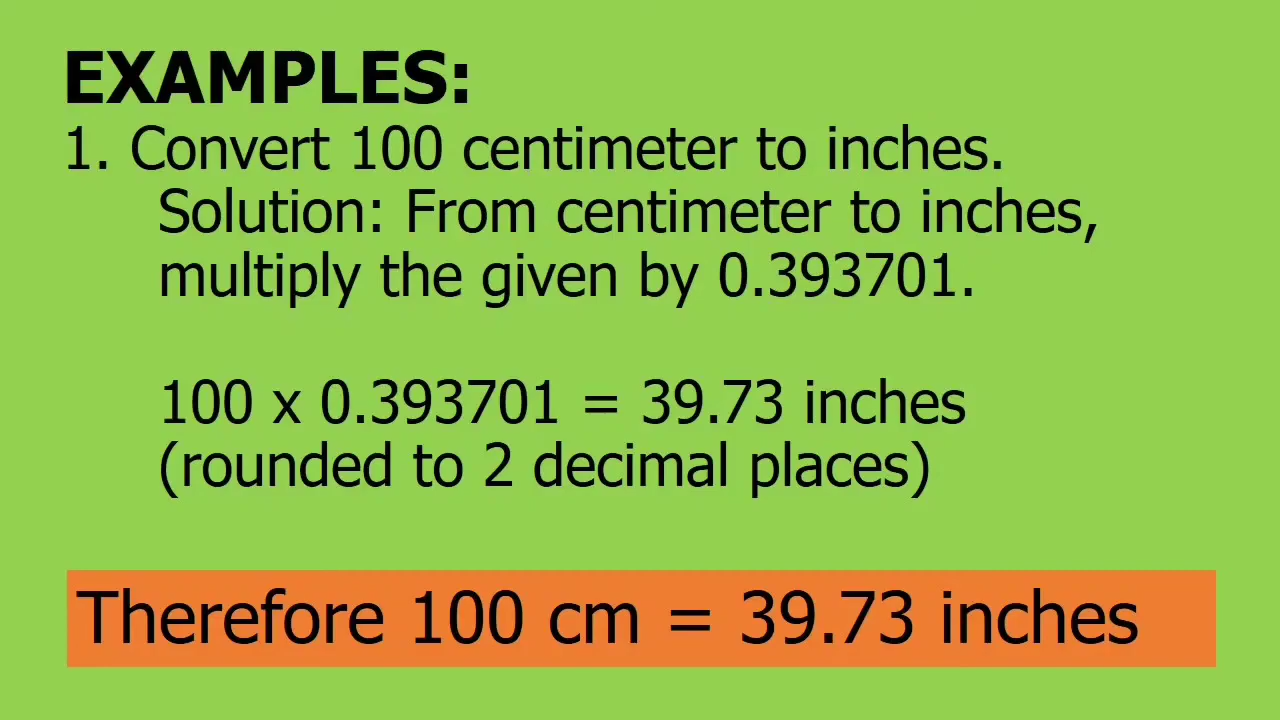 EXAMPLES:
1. Convert 100 centimeter to inches.
Solution: From centimeter to inches,
multiply the given by 0.393701.
100 x 0.393701 = 39.73 inches
(rounded to 2 decimal places)
Therefore 100 cm = 39.73 inches